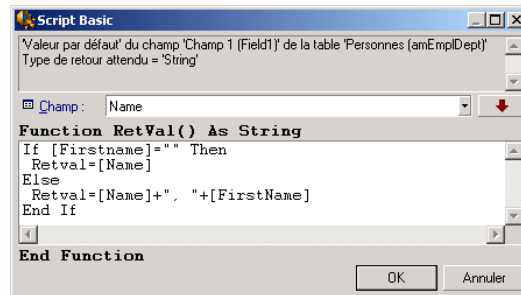 Script Basic
'Valeur par défaut' du champ 'Champ 1 (Field1)' de la table 'Personnes (amEmplDept)'
Type de retour attendu = 'String'
Champ : Name
Function RetVal() As String
If [Firstname]="" Then
Retval=[Name]
Else
Retval=[Name]+", "+[FirstName]
End If
End Function
OK Annuler